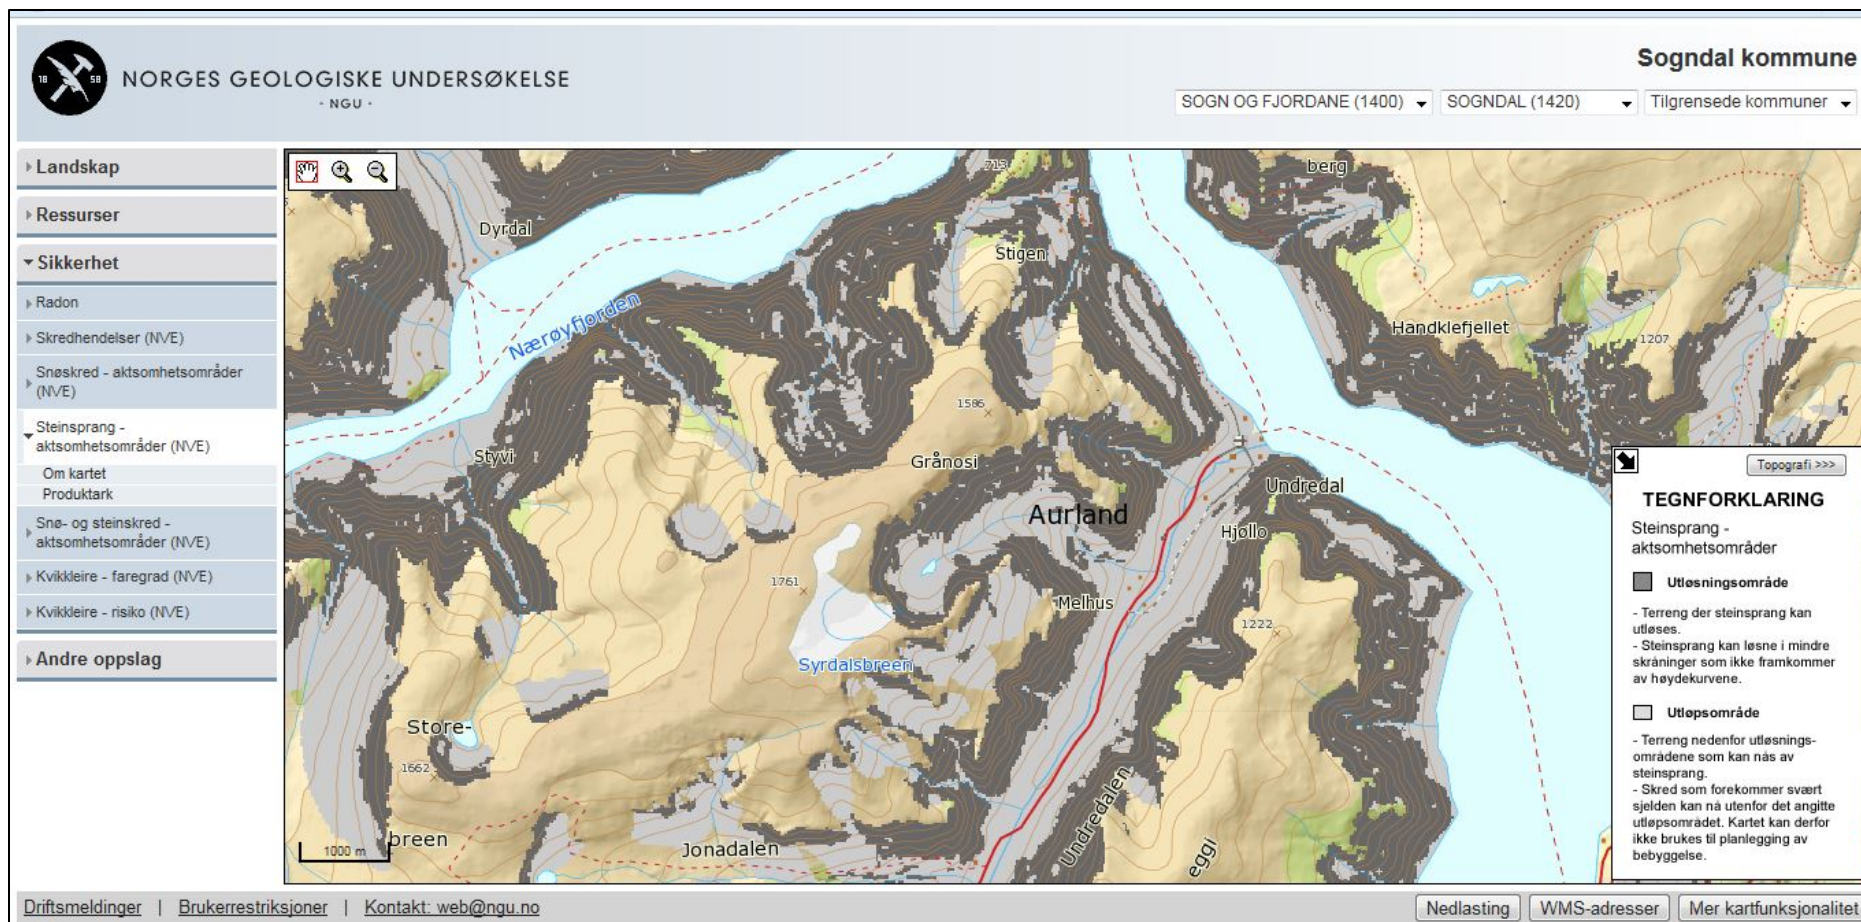 Sogndal kommune
18 58
NORGES GEOLOGISKE UNDERSØKELSE
- NGU -
SOGN OG FJORDANE (1400)
SOGNDAL (1420)
Tilgrensede kommuner
Landskap
Ressurser
Sikkerhet
Radon
Skredhendelser (NVE)
Snøskred - aktsomhetsområder
(NVE)
Steinsprang -
aktsomhetsområder (NVE)
Om kartet
Produktark
Snø- og steinskred -
aktsomhetsområder (NVE)
Kvikkleire - faregrad (NVE)
Kvikkleire - risiko (NVE)
Andre oppslag
713
berg
Dyrdal
Stigen
Nærøyfjorden
Handklefjellet
1207
1586
Styvi
Grånosi
Undredal
Aurland
Hjøllo
1761
Melhus
1222
Syrdalsbreen
Store-
1662
breen
Jonadalen
Undredalen
eggi
1000 m
Topografi >>>
TEGNFORKLARING
Steinsprang -
aktsomhetsområder
Utløsningsområde
- Terreng der steinsprang kan
utløses.
- Steinsprang kan løsne i mindre
skråninger som ikke framkommer
av høydekurvene.
Utløpsområde
- Terreng nedenfor utløsnings-
områdene som kan nås av
steinsprang.
- Skred som forekommer svært
sjelden kan nå utenfor det angitte
utløpsområdet. Kartet kan derfor
ikke brukes til planlegging av
bebyggelse.
Driftsmeldinger | Brukerrestriksjoner | Kontakt: web@ngu.no
Nedlasting
WMS-adresser
Mer kartfunksjonalitet